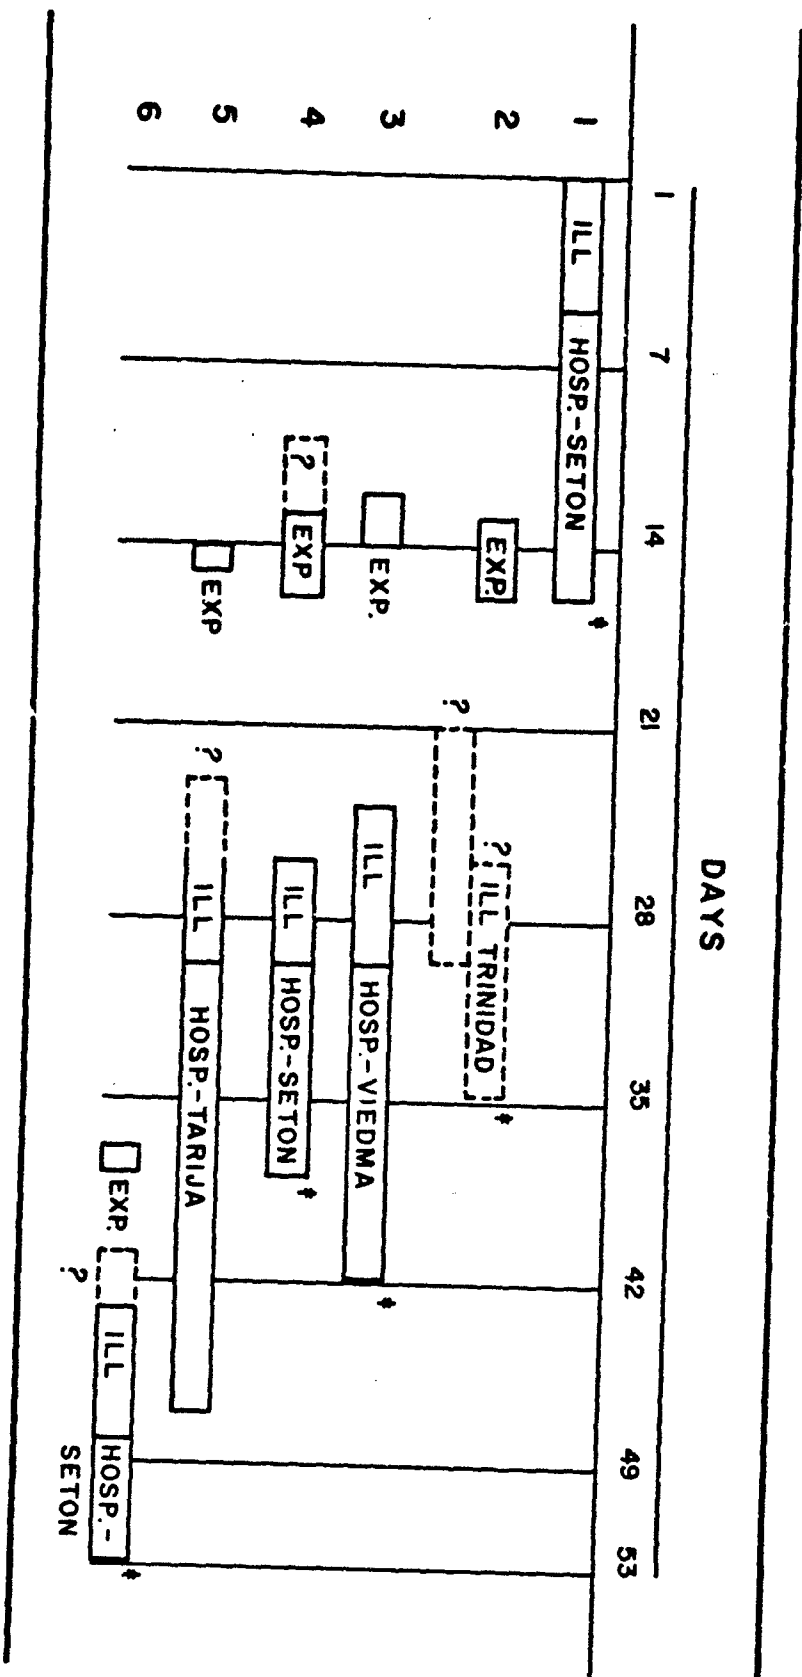 DAYS
1 7 14 21 28 35 42 49 53
1 ILL HOSP.-SETON ‡
2 EXP. ? ? ILL TRINIDAD ‡
3 EXP. ILL HOSP.-VIEDMA ‡
4 ? EXP ILL HOSP.-SETON ‡
5 EXP ? ILL HOSP.-TARIJA
6 EXP. ? ILL HOSP.-
SETON ‡